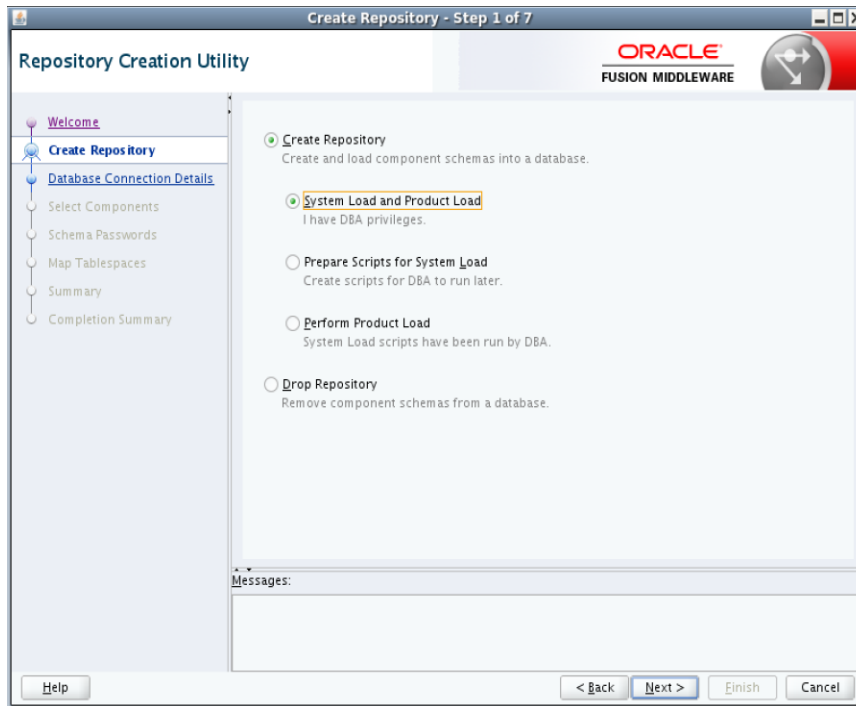 Create Repository - Step 1 of 7
Repository Creation Utility
ORACLE
FUSION MIDDLEWARE
Welcome
Create Repository
Database Connection Details
Select Components
Schema Passwords
Map Tablespaces
Summary
Completion Summary
Create Repository
Create and load component schemas into a database.
System Load and Product Load
I have DBA privileges.
Prepare Scripts for System Load
Create scripts for DBA to run later.
Perform Product Load
System Load scripts have been run by DBA.
Drop Repository
Remove component schemas from a database.
Messages:
Help
< Back
Next >
Finish
Cancel